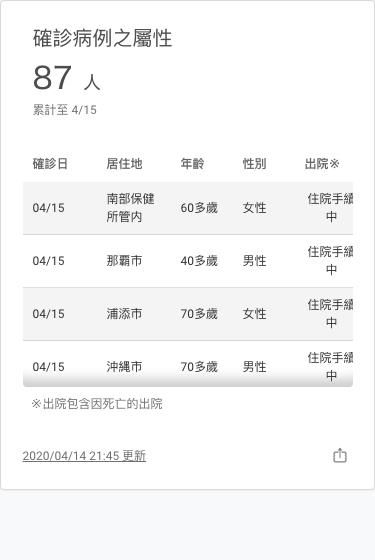 確診病例之屬性
87 人
累計至 4/15
確診日 居住地 年齡 性別 出院※
04/15 南部保健所管内 60多歲 女性 住院手續中
04/15 那覇市 40多歲 男性 住院手續中
04/15 浦添市 70多歲 女性 住院手續中
04/15 沖縄市 70多歲 男性 住院手續中
※出院包含因死亡的出院
2020/04/14 21:45 更新